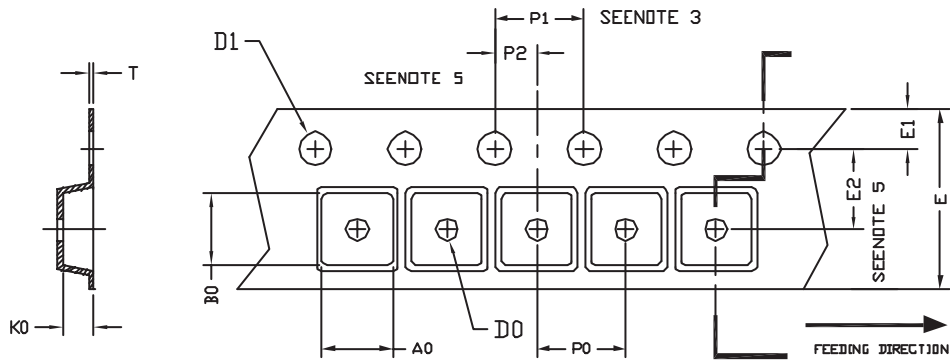 P1
SEENOTE 3
D1
P2
T
SEENOTE 5
E1
E2
E
SEENOTE 5
B0
K0
A0
D0
P0
FEEDING DIRECTION